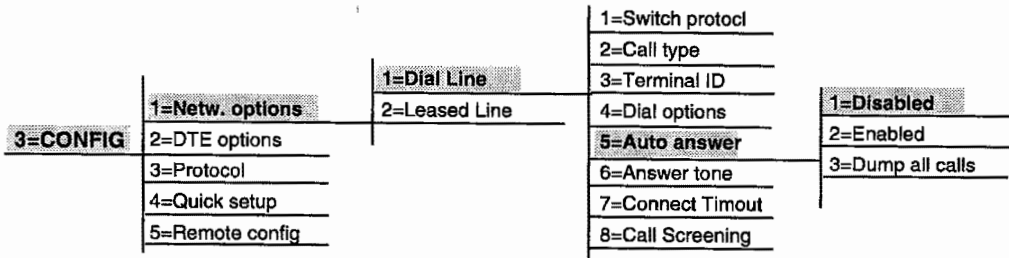 3=CONFIG
1=Netw. options
2=DTE options
3=Protocol
4=Quick setup
5=Remote config
1=Dial Line
2=Leased Line
1=Switch protocl
2=Call type
3=Terminal ID
4=Dial options
5=Auto answer
6=Answer tone
7=Connect Timout
8=Call Screening
1=Disabled
2=Enabled
3=Dump all calls